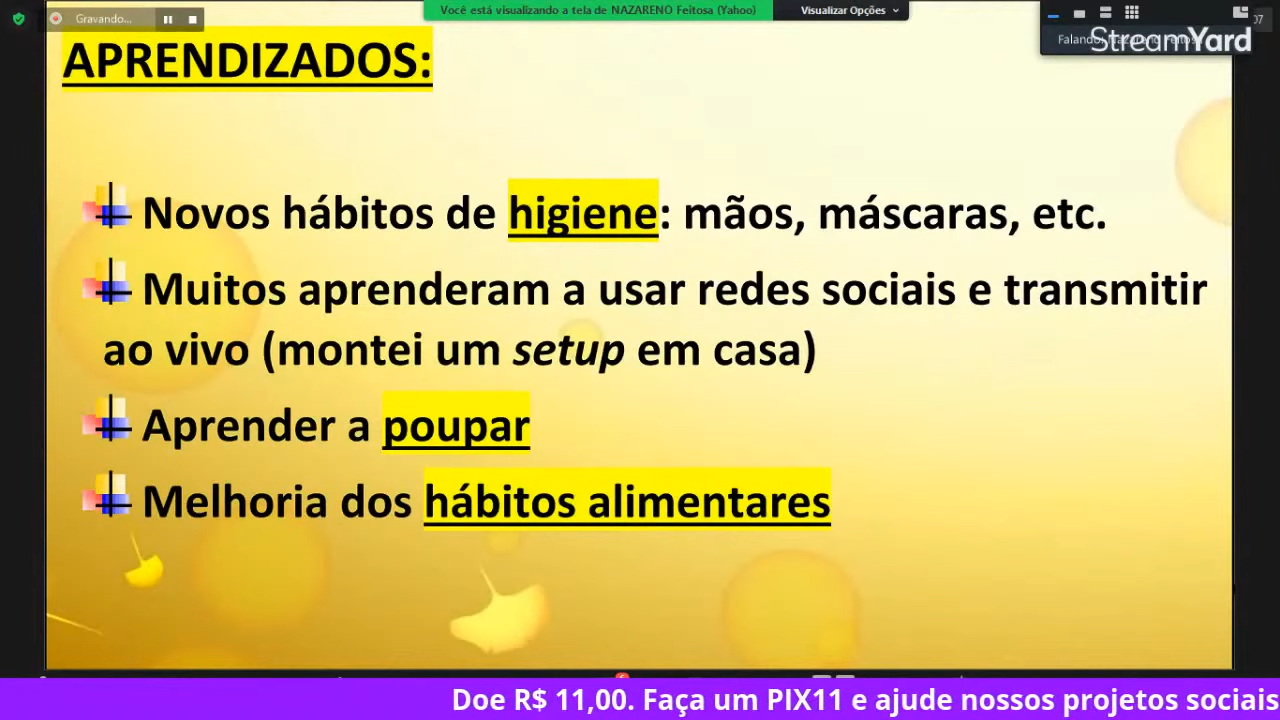 Gravando...
Você está visualizando a tela de NAZARENO Feitosa (Yahoo)
Visualizar Opções
StreamYard
APRENDIZADOS:
Novos hábitos de higiene: mãos, máscaras, etc.
Muitos aprenderam a usar redes sociais e transmitir
ao vivo (montei um setup em casa)
Aprender a poupar
Melhoria dos hábitos alimentares
Doe R$ 11,00. Faça um PIX11 e ajude nossos projetos sociais